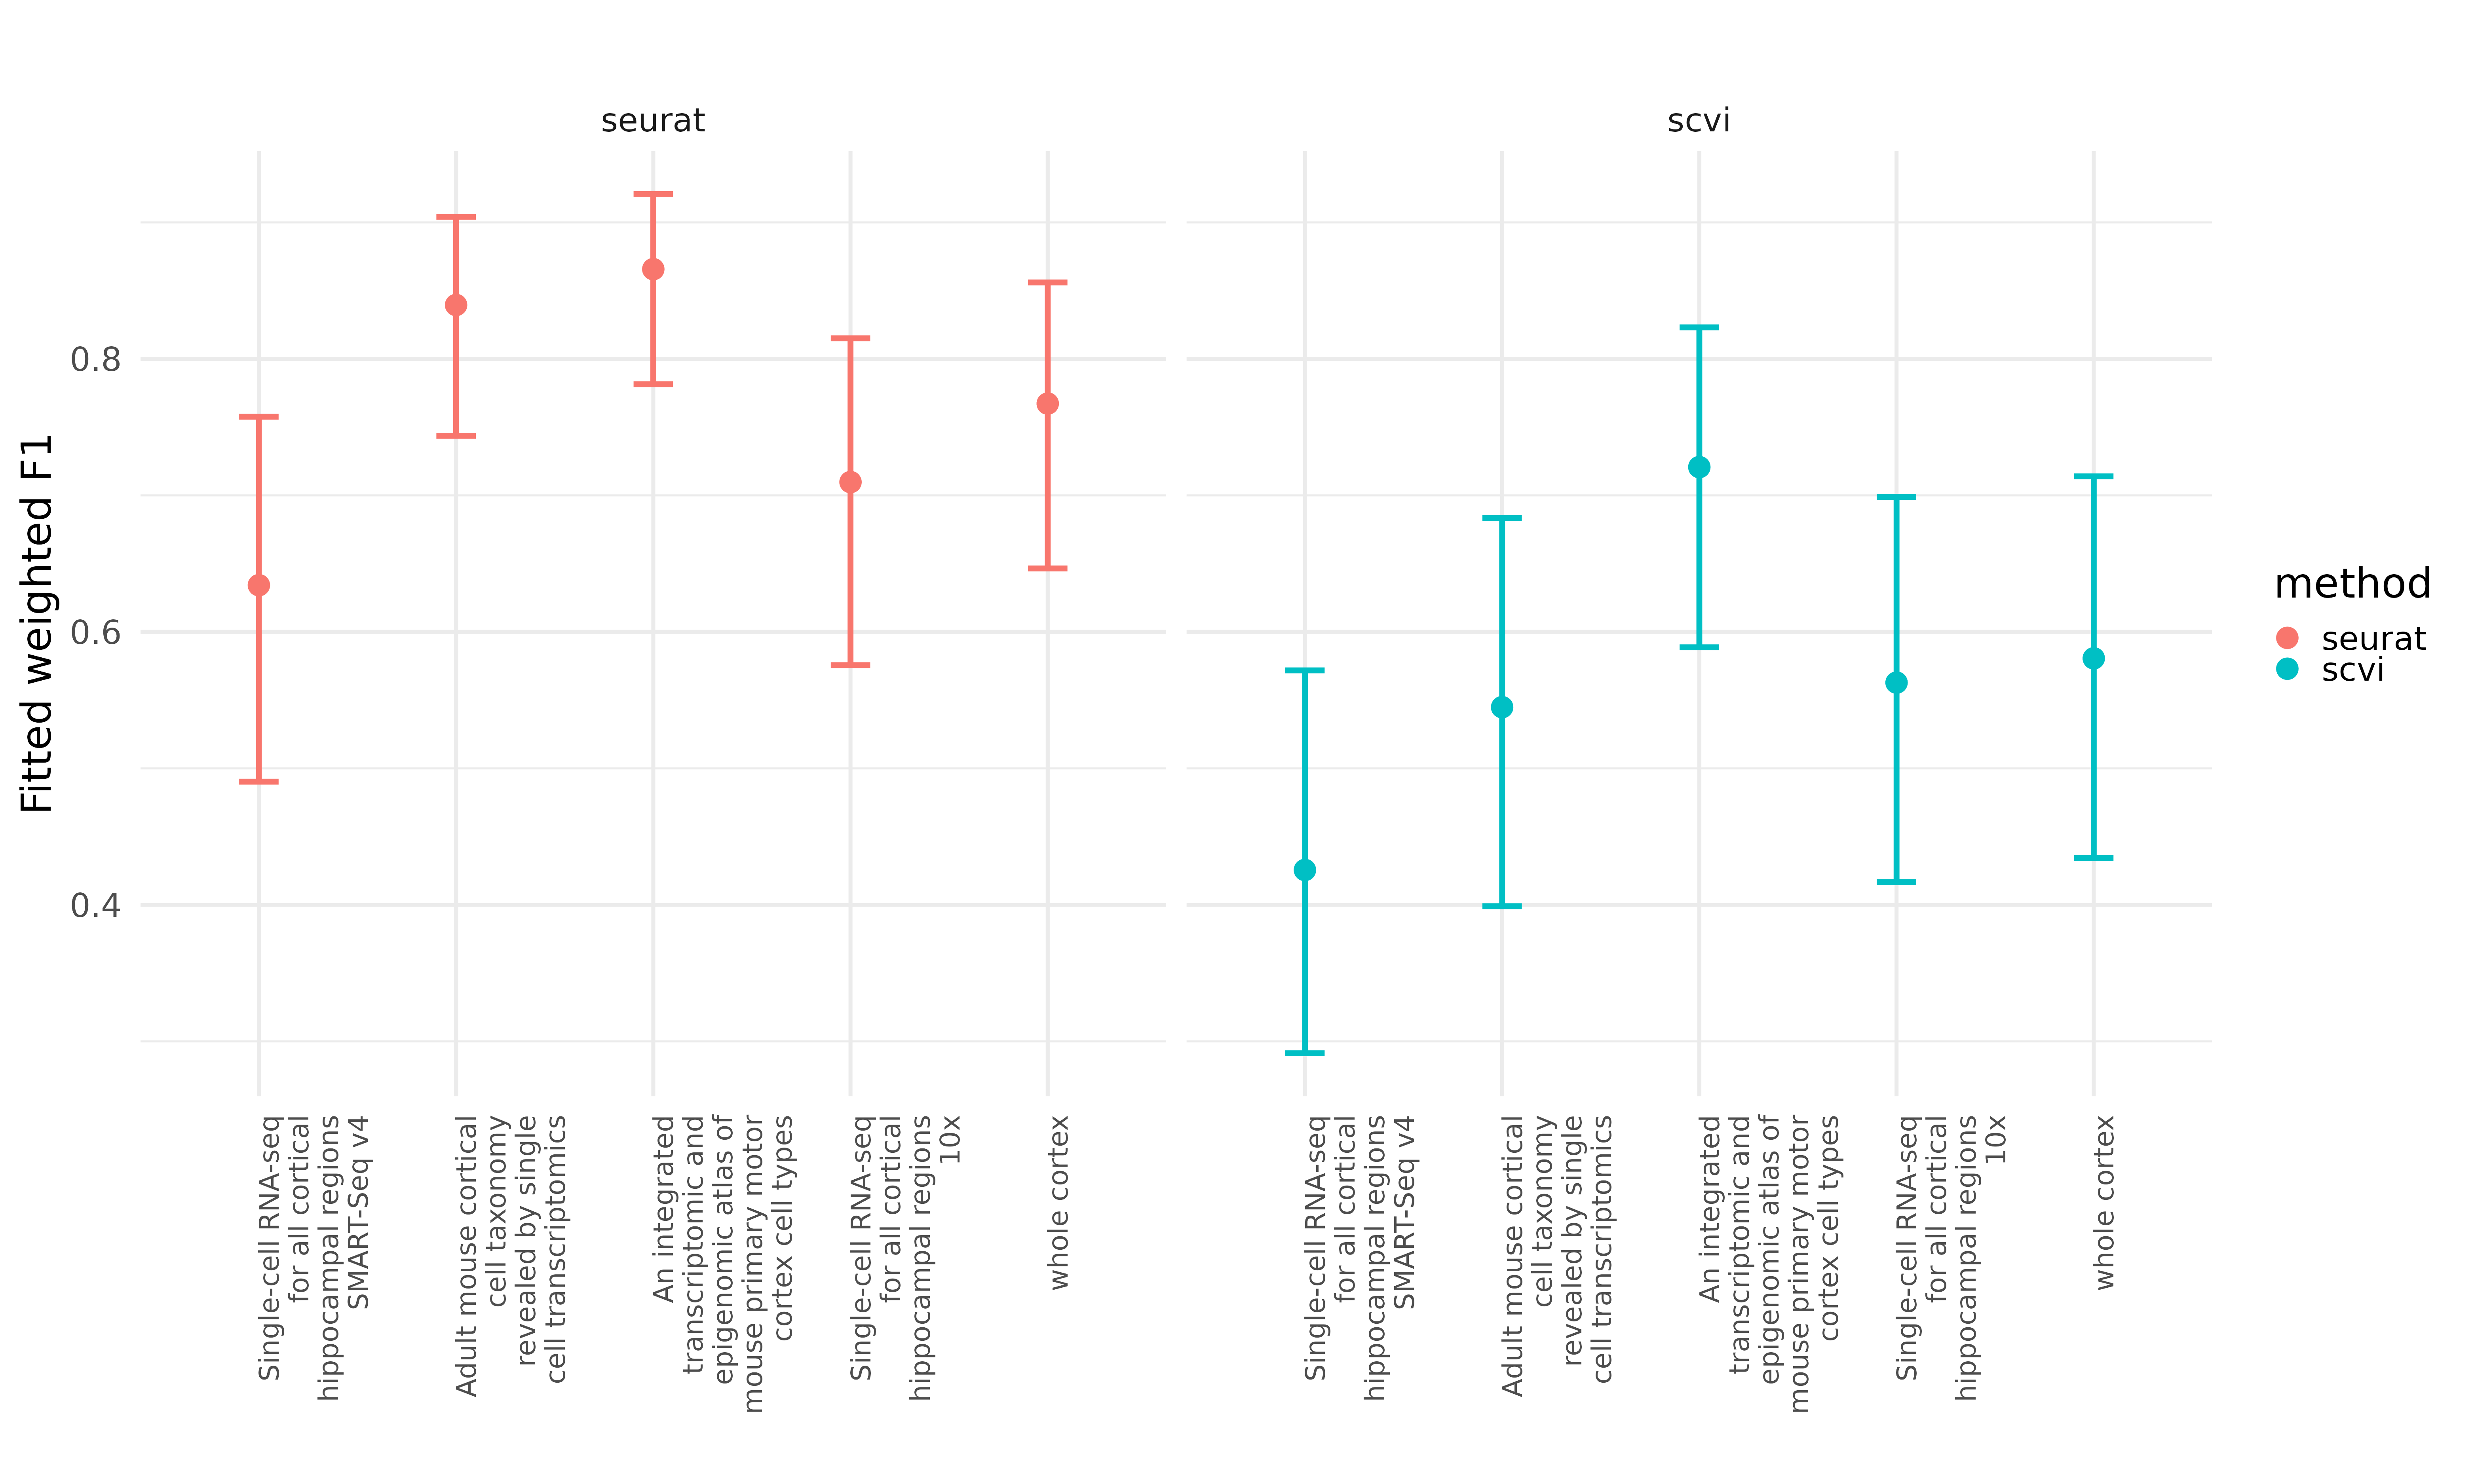 seurat
scvi
Fitted weighted F1
0.8
0.6
0.4
Single-cell RNA-seq
for all cortical
hippocampal regions
SMART-Seq v4
Adult mouse cortical
cell taxonomy
revealed by single
cell transcriptomics
An integrated
transcriptomic and
epigenomic atlas of
mouse primary motor
cortex cell types
Single-cell RNA-seq
for all cortical
hippocampal regions
10x
whole cortex
Single-cell RNA-seq
for all cortical
hippocampal regions
SMART-Seq v4
Adult mouse cortical
cell taxonomy
revealed by single
cell transcriptomics
An integrated
transcriptomic and
epigenomic atlas of
mouse primary motor
cortex cell types
Single-cell RNA-seq
for all cortical
hippocampal regions
10x
whole cortex
method
seurat
scvi